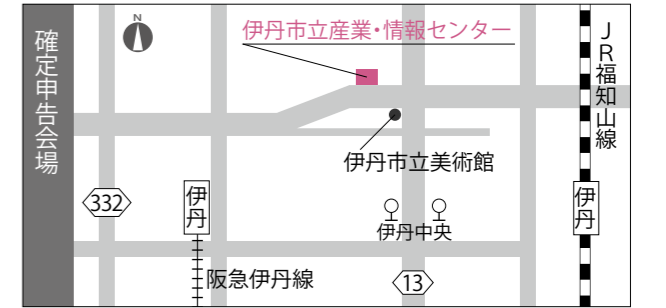 確定申告会場
N
伊丹市立産業・情報センター
JR福知山線
伊丹市立美術館
332
伊丹
伊丹
伊丹中央
阪急伊丹線
13